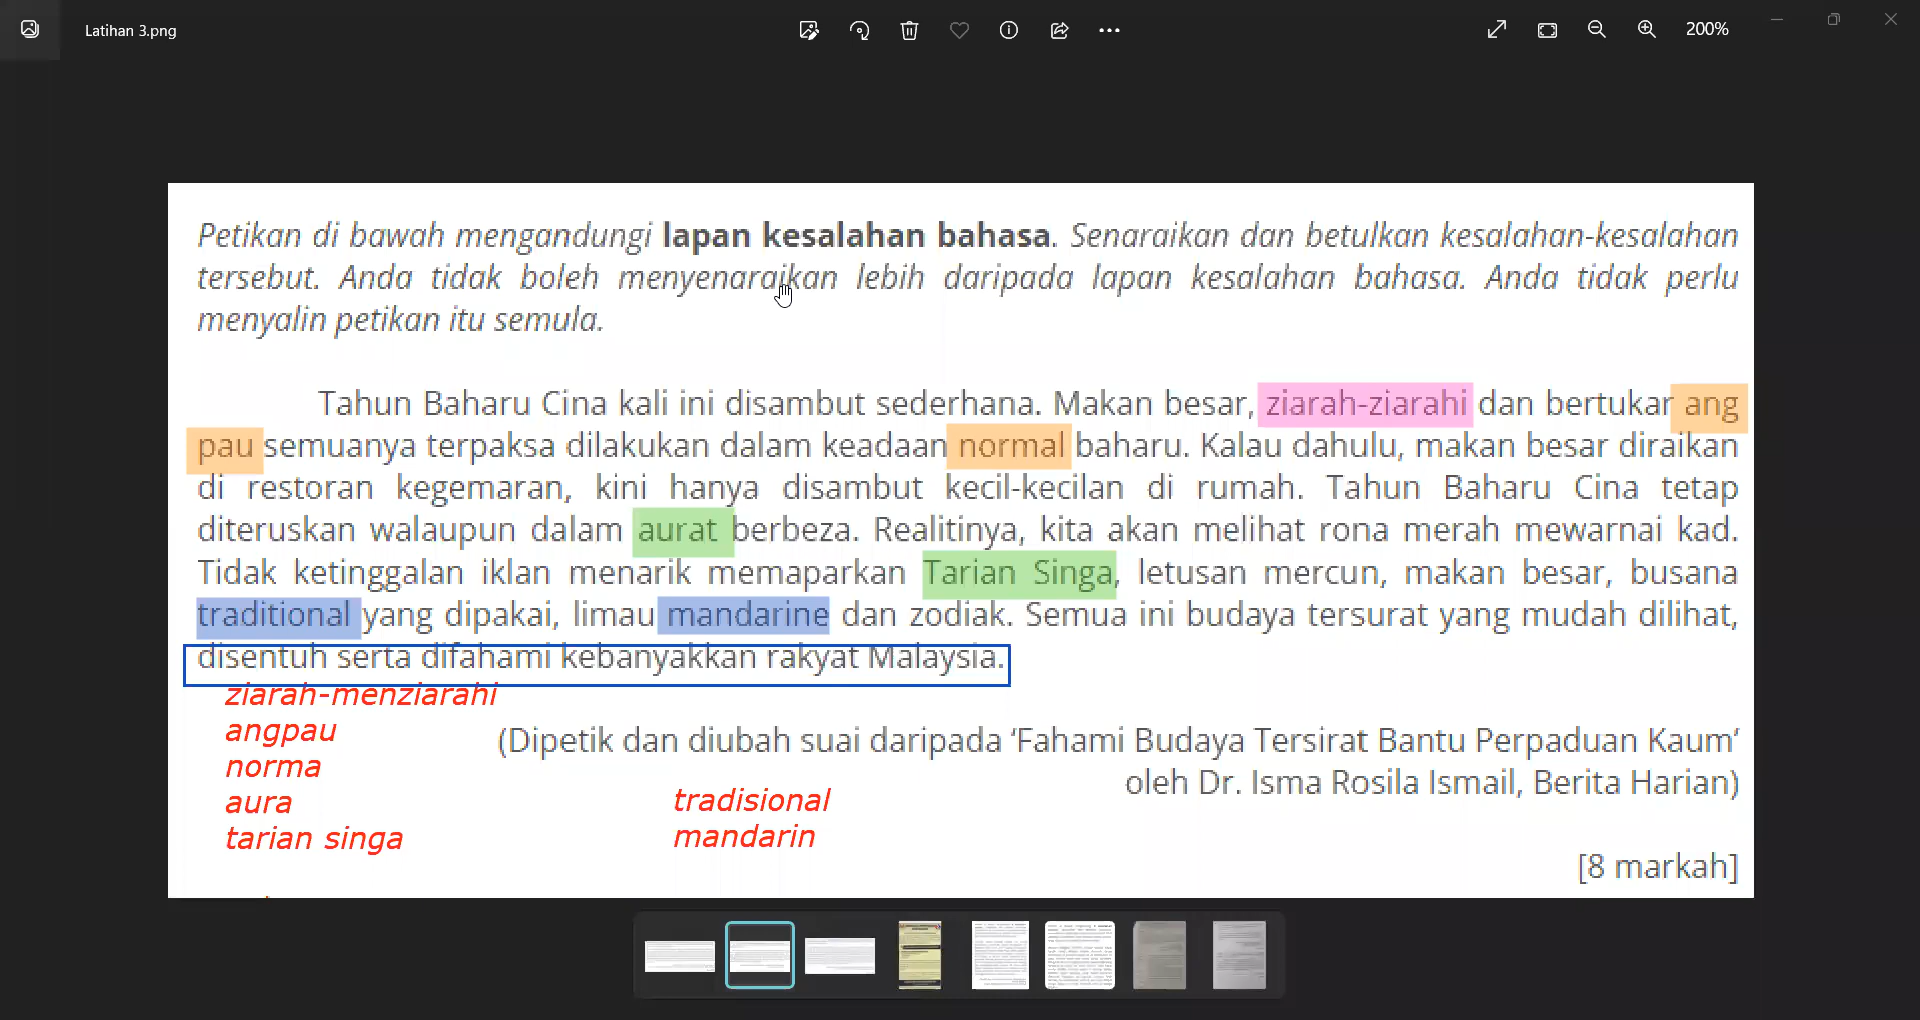 Latihan 3.png
200%
Petikan di bawah mengandungi lapan kesalahan bahasa. Senaraikan dan betulkan kesalahan-kesalahan
tersebut. Anda tidak boleh menyenaraikan lebih daripada lapan kesalahan bahasa. Anda tidak perlu
menyalin petikan itu semula.
Tahun Baharu Cina kali ini disambut sederhana. Makan besar, ziarah-ziarahi dan bertukar ang
pau semuanya terpaksa dilakukan dalam keadaan normal baharu. Kalau dahulu, makan besar diraikan
di restoran kegemaran, kini hanya disambut kecil-kecilan di rumah. Tahun Baharu Cina tetap
diteruskan walaupun dalam aurat berbeza. Realitinya, kita akan melihat rona merah mewarnai kad.
Tidak ketinggalan iklan menarik memaparkan Tarian Singa, letusan mercun, makan besar, busana
traditional yang dipakai, limau mandarine dan zodiak. Semua ini budaya tersurat yang mudah dilihat,
disentuh serta difahami kebanyakkan rakyat Malaysia.
ziarah-menziarahi
angpau
norma
aura
tarian singa
tradisional
mandarin
(Dipetik dan diubah suai daripada ‘Fahami Budaya Tersirat Bantu Perpaduan Kaum’
oleh Dr. Isma Rosila Ismail, Berita Harian)
[8 markah]